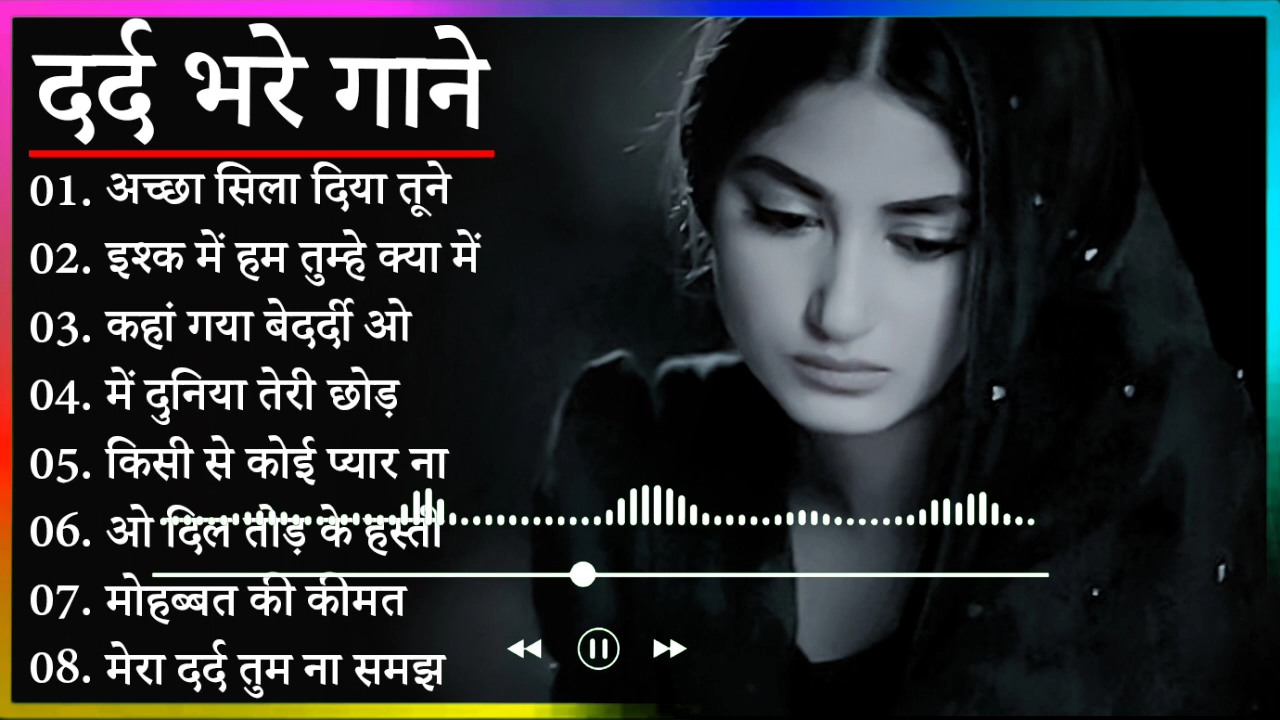 दर्द भरे गाने
01. अच्छा सिला दिया तूने
02. इश्क में हम तुम्हे क्या में
03. कहां गया बेदर्दी ओ
04. में दुनिया तेरी छोड़
05. किसी से कोई प्यार ना
06. ओ दिल तोड़ के हस्ती
07. मोहब्बत की कीमत
08. मेरा दर्द तुम ना समझ